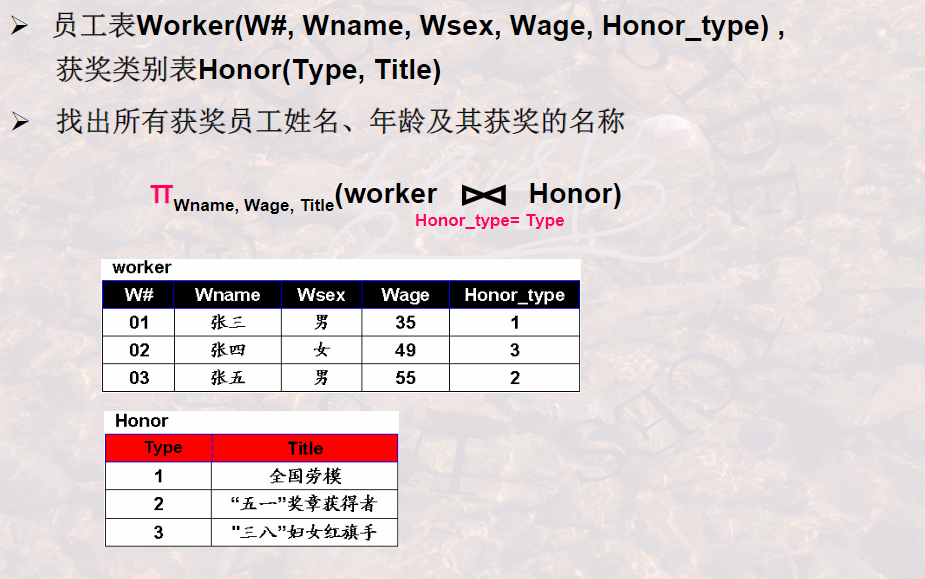 ➢ 员工表Worker(W#, Wname, Wsex, Wage, Honor_type) ,
获奖类别表Honor(Type, Title)
➢ 找出所有获奖员工姓名、年龄及其获奖的名称
π Wname, Wage, Title(worker ⋈ Honor)
Honor_type= Type
worker
W# Wname Wsex Wage Honor_type
01 张三 男 35 1
02 张四 女 49 3
03 张五 男 55 2
Honor
Type Title
1 全国劳模
2 “五一”奖章获得者
3 "三八”妇女红旗手